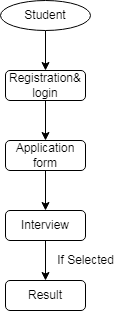 Student
Registration&
login
Application
form
Interview
If Selected
Result